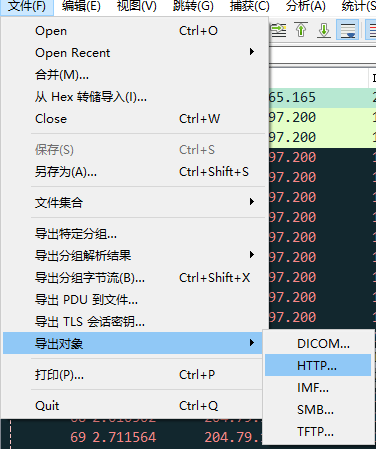 文件(F) 编辑(E) 视图(V) 跳转(G) 捕获(C) 分析(A) 统计(S
Open Ctrl+O
Open Recent
合并(M)...
从 Hex 转储导入(I)...
Close Ctrl+W
保存(S) Ctrl+S
另存为(A)... Ctrl+Shift+S
文件集合
导出特定分组...
导出分组解析结果
导出分组字节流(B)... Ctrl+Shift+X
导出 PDU 到文件...
导出 TLS 会话密钥...
导出对象
打印(P)... Ctrl+P
Quit Ctrl+Q
DICOM...
HTTP...
IMF...
SMB...
TFTP...
65.165
97.200
97.200
97.200
97.200
97.200
97.200
97.200
97.200
97.200
97.200
97.200
69 2.711564 204.79.